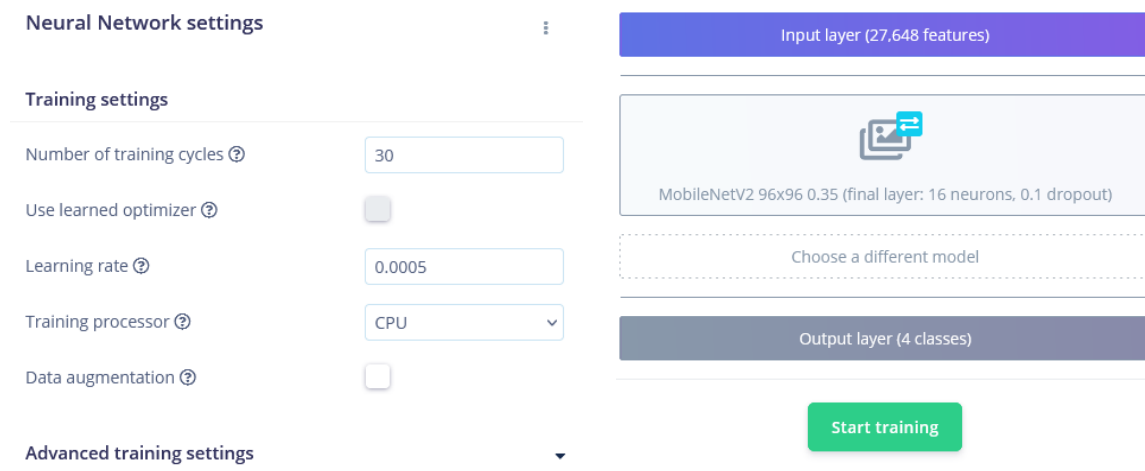 Neural Network settings
Training settings
Number of training cycles
30
Use learned optimizer
Learning rate
0.0005
Training processor
CPU
Data augmentation
Advanced training settings
Input layer (27,648 features)
MobileNetV2 96x96 0.35 (final layer: 16 neurons, 0.1 dropout)
Choose a different model
Output layer (4 classes)
Start training